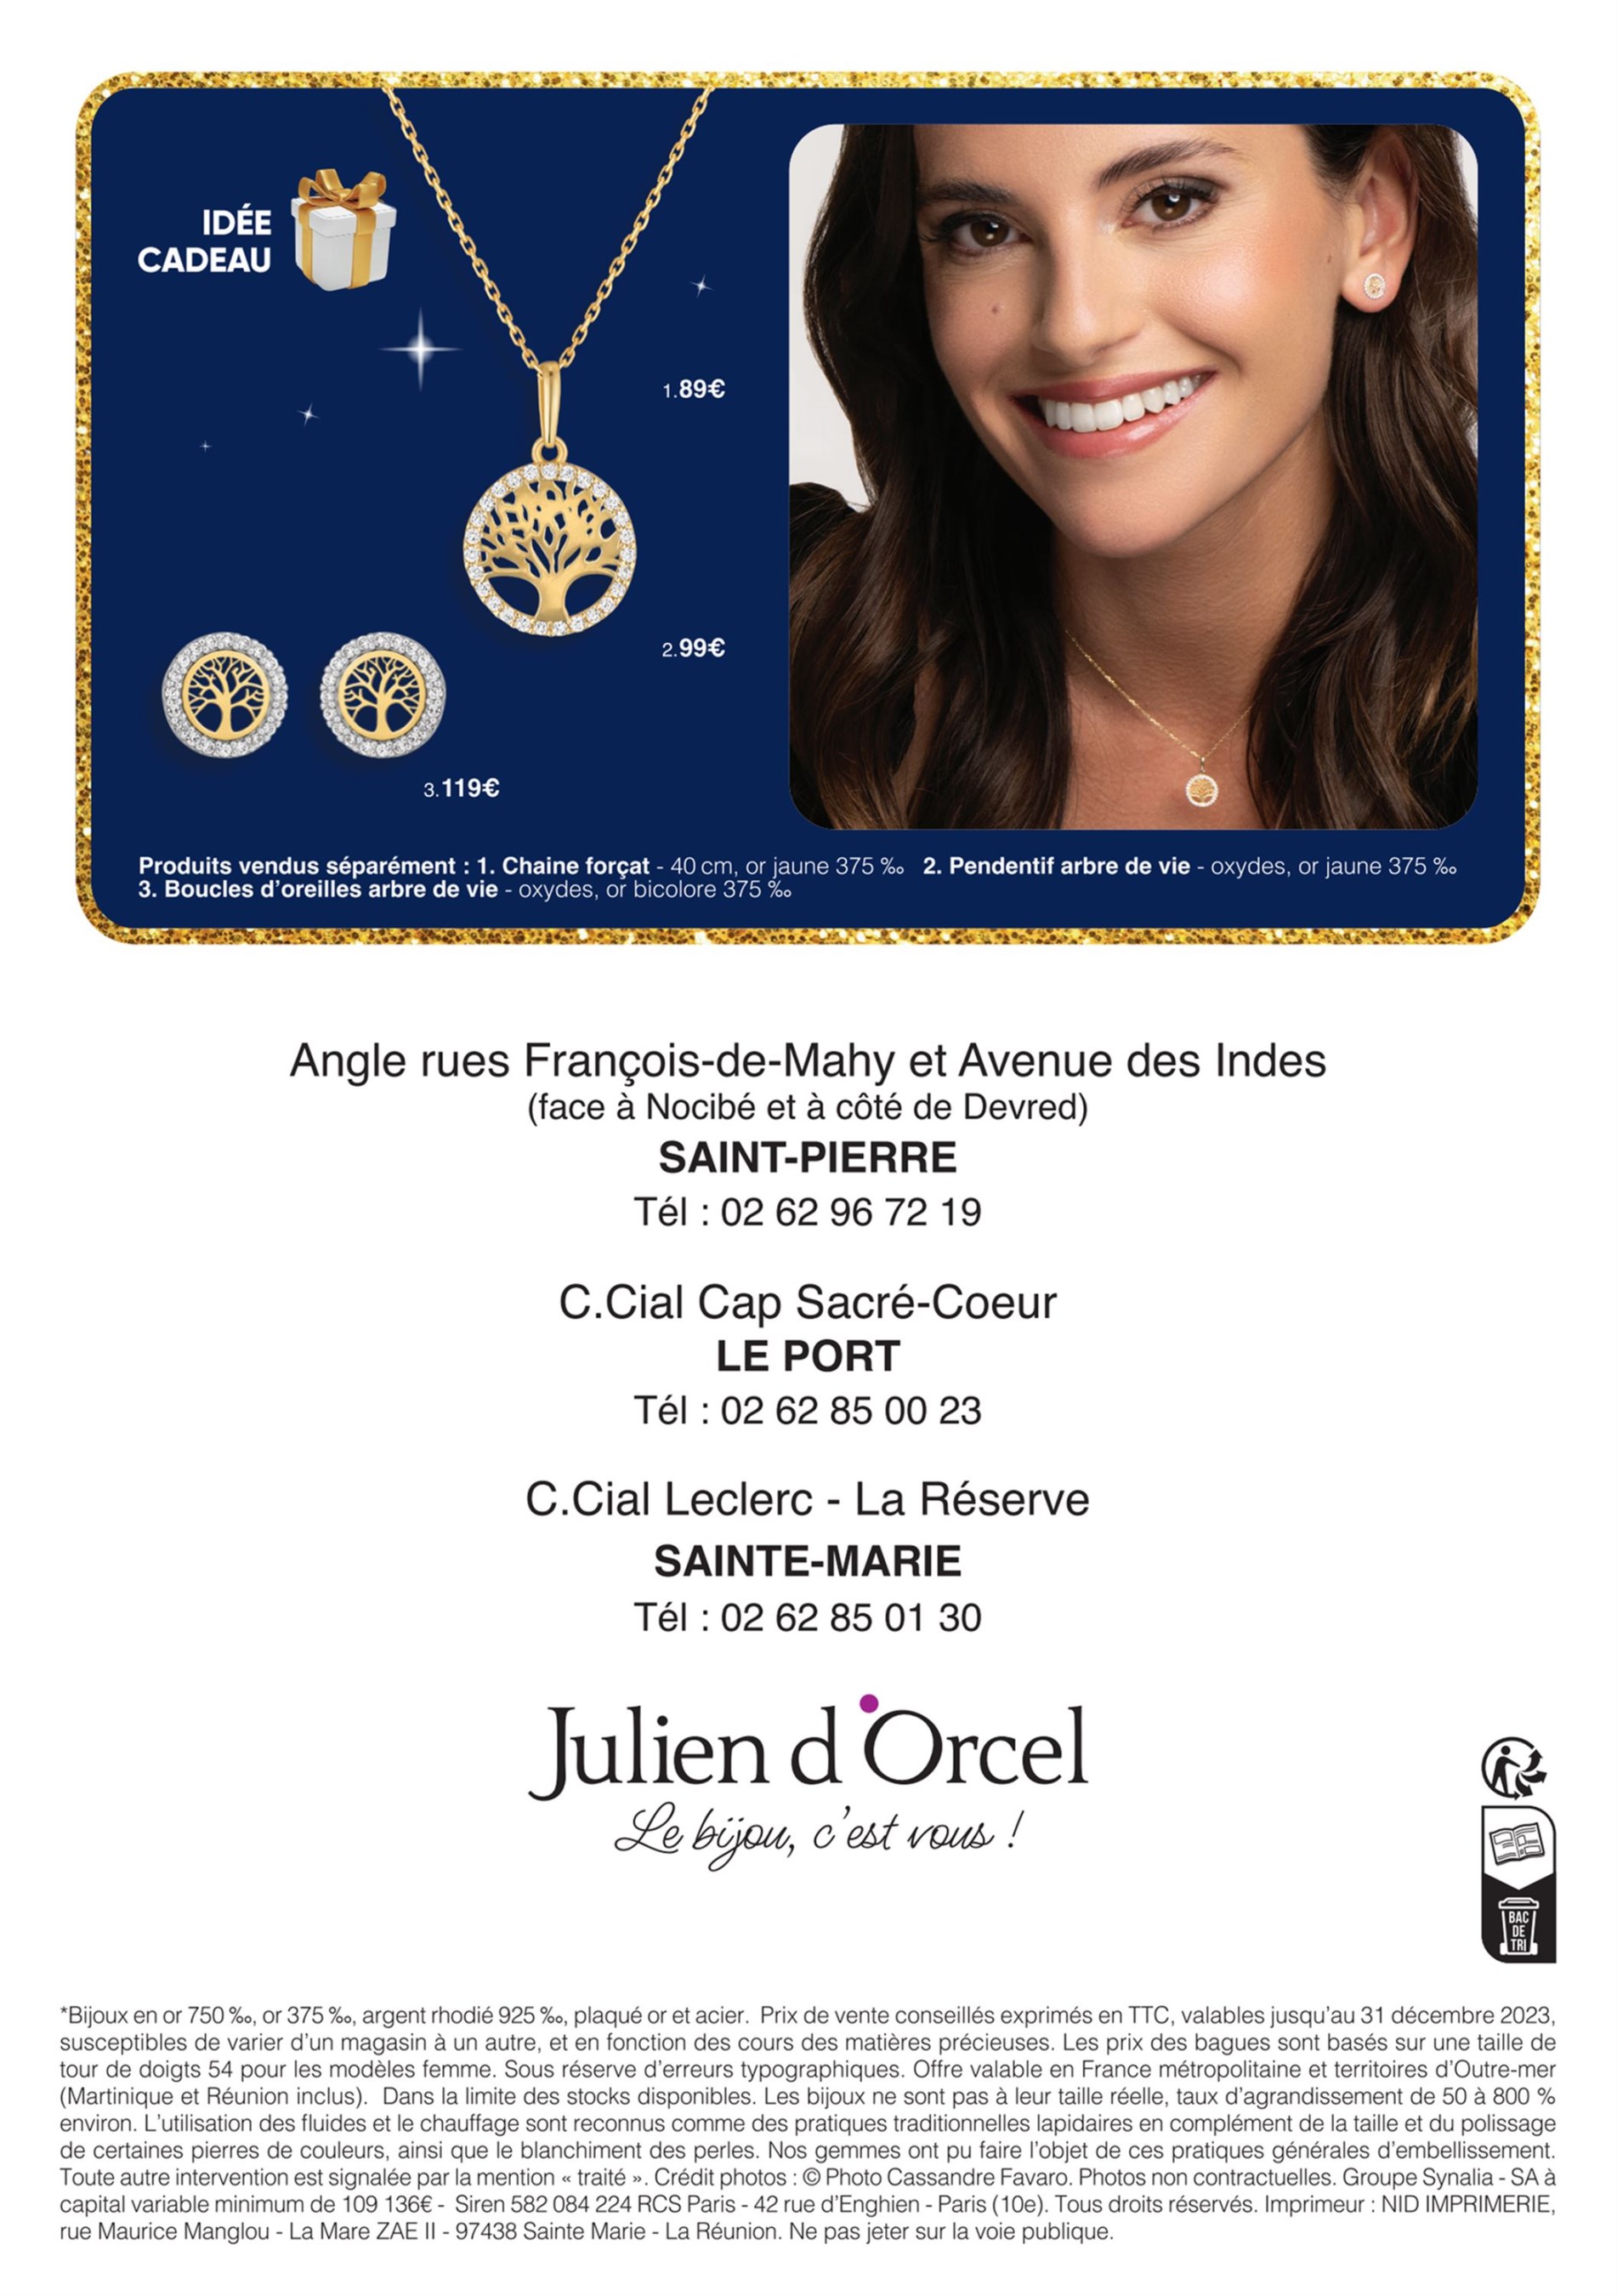 IDÉE
CADEAU
1.89€
2.99€
3.119€
Produits vendus séparément : 1. Chaine forçat - 40 cm, or jaune 375 ‰ 2. Pendentif arbre de vie - oxydes, or jaune 375 ‰
3. Boucles d'oreilles arbre de vie - oxydes, or bicolore 375 ‰
Angle rues François-de-Mahy et Avenue des Indes
(face à Nocibé et à côté de Devred)
SAINT-PIERRE
Tél : 02 62 96 72 19
C.Cial Cap Sacré-Coeur
LE PORT
Tél : 02 62 85 00 23
C.Cial Leclerc - La Réserve
SAINTE-MARIE
Tél : 02 62 85 01 30
Julien d'Orcel
Le bijou, c'est vous !
BAC
DE
TRI
*Bijoux en or 750 ‰, or 375 ‰, argent rhodié 925 ‰, plaqué or et acier. Prix de vente conseillés exprimés en TTC, valables jusqu'au 31 décembre 2023,
susceptibles de varier d'un magasin à un autre, et en fonction des cours des matières précieuses. Les prix des bagues sont basés sur une taille de
tour de doigts 54 pour les modèles femme. Sous réserve d'erreurs typographiques. Offre valable en France métropolitaine et territoires d'Outre-mer
(Martinique et Réunion inclus). Dans la limite des stocks disponibles. Les bijoux ne sont pas à leur taille réelle, taux d'agrandissement de 50 à 800 %
environ. L'utilisation des fluides et le chauffage sont reconnus comme des pratiques traditionnelles lapidaires en complément de la taille et du polissage
de certaines pierres de couleurs, ainsi que le blanchiment des perles. Nos gemmes ont pu faire l'objet de ces pratiques générales d'embellissement.
Toute autre intervention est signalée par la mention « traité ». Crédit photos : © Photo Cassandre Favaro. Photos non contractuelles. Groupe Synalia - SA à
capital variable minimum de 109 136€ - Siren 582 084 224 RCS Paris - 42 rue d'Enghien - Paris (10e). Tous droits réservés. Imprimeur : NID IMPRIMERIE,
rue Maurice Manglou - La Mare ZAE II - 97438 Sainte Marie - La Réunion. Ne pas jeter sur la voie publique.